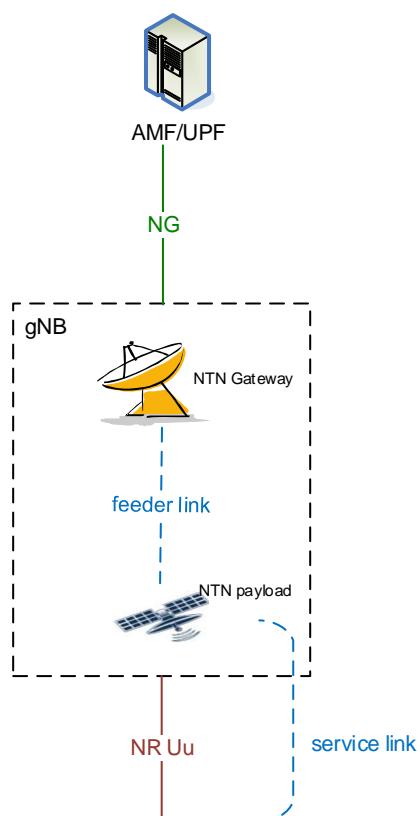 AMF/UPF
NG
gNB
NTN Gateway
feeder link
NTN payload
NR Uu
service link